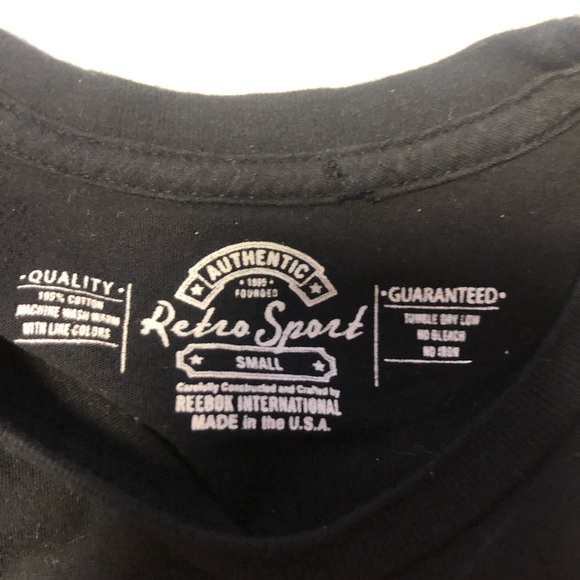 • QUALITY •
100% COTTON
MACHINE WASH WARM
WITH LIKE COLORS
AUTHENTIC
• 1895 •
FOUNDED
Retro Sport
SMALL
Carefully Constructed and Crafted by
REEBOK INTERNATIONAL
MADE in the U.S.A.
• GUARANTEED •
TUMBLE DRY LOW
NO BLEACH
NO IRON